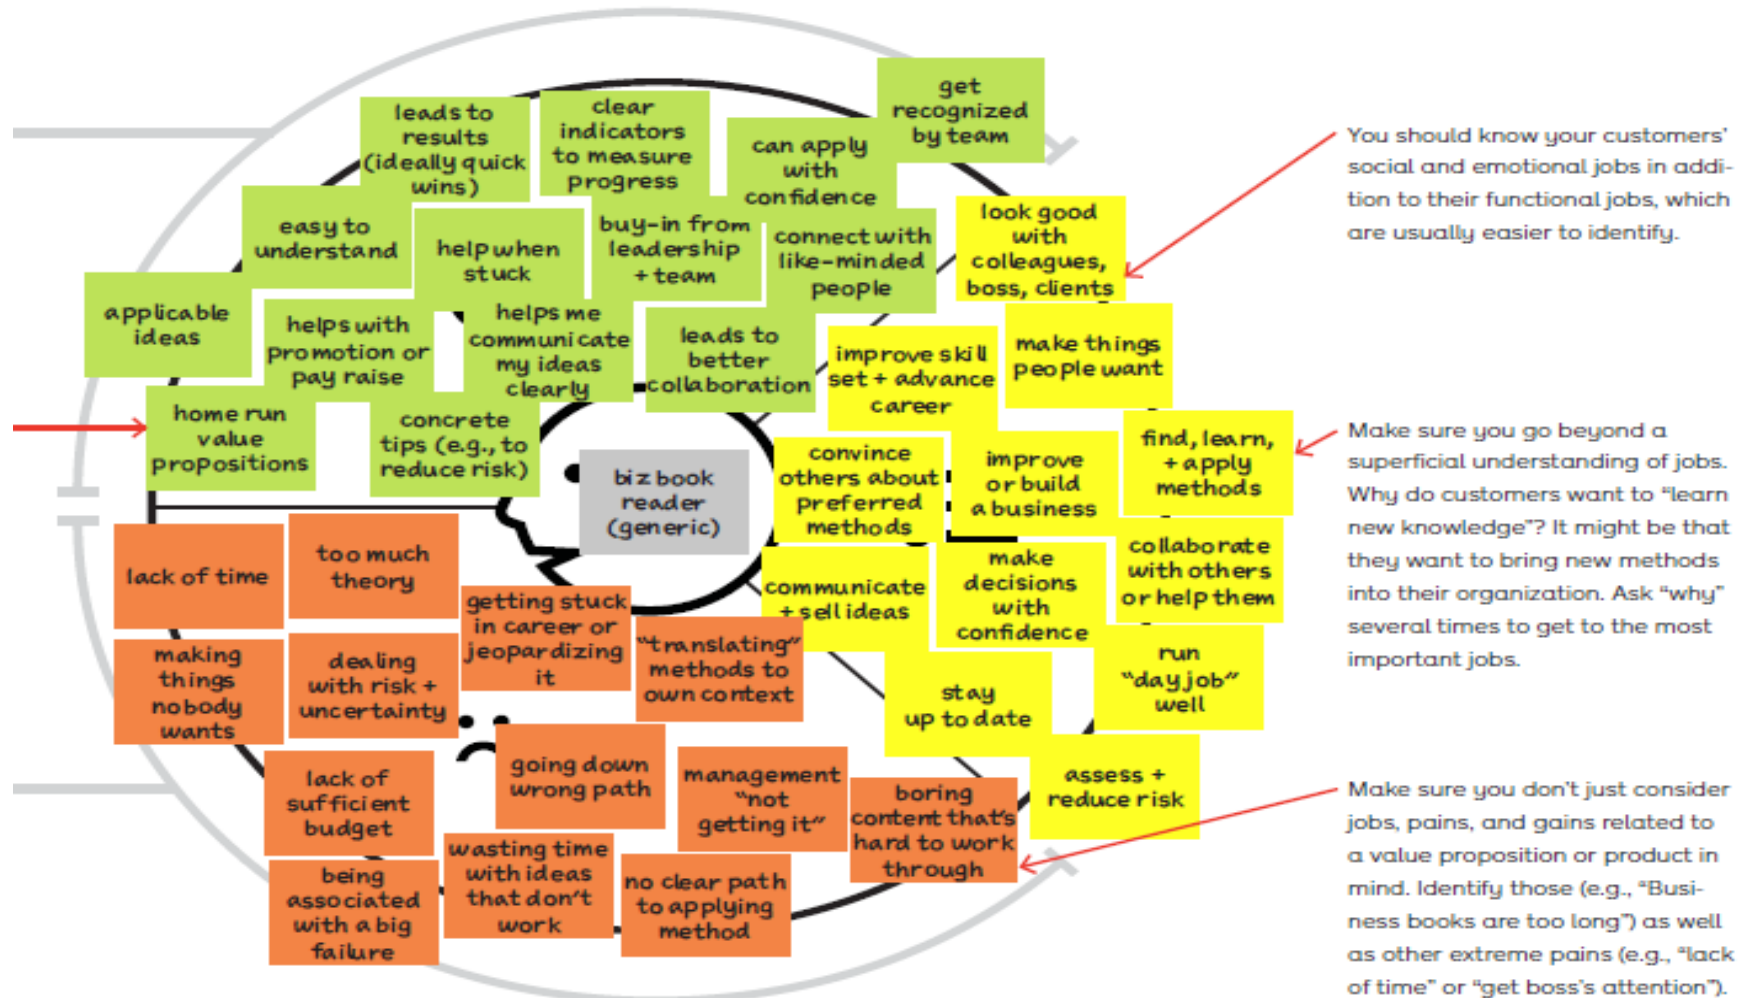 get
recognized
by team
leads to
results
(ideally quick
wins)
clear
indicators
to measure
progress
can apply
with
confidence
easy to
understand
help when
stuck
buy-in from
leadership
+ team
connect with
like-minded
people
applicable
ideas
helps with
promotion or
pay raise
helps me
communicate
my ideas
clearly
leads to
better
collaboration
home run
value
propositions
concrete
tips (e.g., to
reduce risk)
biz book
reader
(generic)
look good
with
colleagues,
boss, clients
improve skill
set + advance
career
make things
people want
convince
others about
preferred
methods
improve
or build
a business
find, learn,
+ apply
methods
communicate
+ sell ideas
make
decisions
with
confidence
collaborate
with others
or help them
stay
up to date
run
“day job”
well
assess +
reduce risk
lack of time
too much
theory
getting stuck
in career or
jeopardizing
it
“translating”
methods to
own context
making
things
nobody
wants
dealing
with risk +
uncertainty
going down
wrong path
management
“not
getting it”
boring
content that’s
hard to work
through
lack of
sufficient
budget
being
associated
with a big
failure
wasting time
with ideas
that don’t
work
no clear path
to applying
method
You should know your customers’
social and emotional jobs in addi-
tion to their functional jobs, which
are usually easier to identify.
Make sure you go beyond a
superficial understanding of jobs.
Why do customers want to “learn
new knowledge”? It might be that
they want to bring new methods
into their organization. Ask “why”
several times to get to the most
important jobs.
Make sure you don’t just consider
jobs, pains, and gains related to
a value proposition or product in
mind. Identify those (e.g., “Busi-
ness books are too long”) as well
as other extreme pains (e.g., “lack
of time” or “get boss’s attention”).